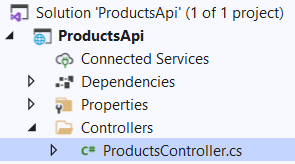 Solution 'ProductsApi' (1 of 1 project)
ProductsApi
Connected Services
Dependencies
Properties
Controllers
C# ProductsController.cs